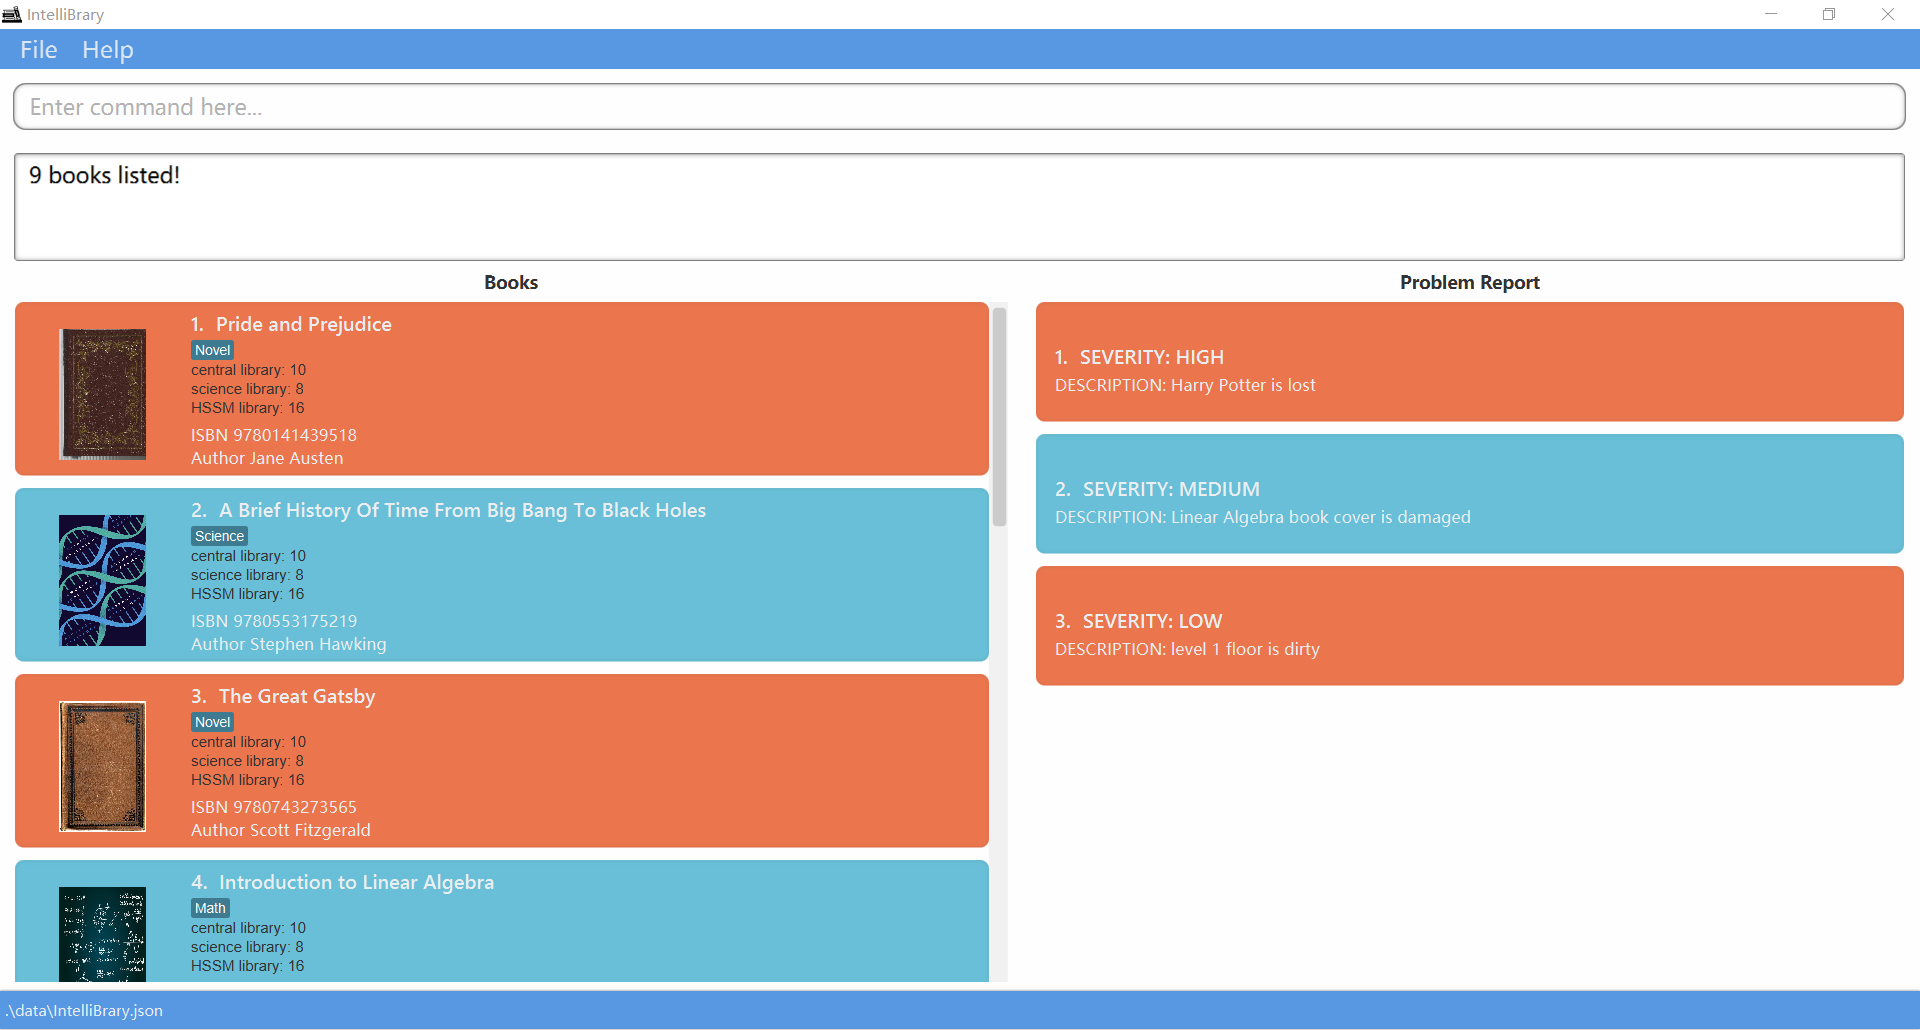 IntelliBrary
File Help
Enter command here...
9 books listed!
Books
1. Pride and Prejudice
Novel
central library: 10
science library: 8
HSSM library: 16
ISBN 9780141439518
Author Jane Austen
2. A Brief History Of Time From Big Bang To Black Holes
Science
central library: 10
science library: 8
HSSM library: 16
ISBN 9780553175219
Author Stephen Hawking
3. The Great Gatsby
Novel
central library: 10
science library: 8
HSSM library: 16
ISBN 9780743273565
Author Scott Fitzgerald
4. Introduction to Linear Algebra
Math
central library: 10
science library: 8
HSSM library: 16
Problem Report
1. SEVERITY: HIGH
DESCRIPTION: Harry Potter is lost
2. SEVERITY: MEDIUM
DESCRIPTION: Linear Algebra book cover is damaged
3. SEVERITY: LOW
DESCRIPTION: level 1 floor is dirty
.\data\IntelliBrary.json